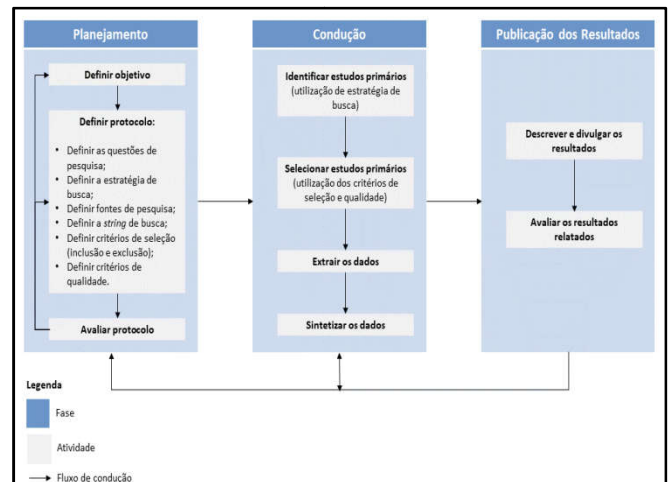 Planejamento
Definir objetivo
Definir protocolo:
• Definir as questões de
pesquisa;
• Definir a estratégia de
busca;
• Definir fontes de pesquisa;
• Definir a string de busca;
• Definir critérios de seleção
(inclusão e exclusão);
• Definir critérios de
qualidade.
Avaliar protocolo
Condução
Identificar estudos primários
(utilização de estratégia de
busca)
Selecionar estudos primários
(utilização dos critérios de
seleção e qualidade)
Extrair os dados
Sintetizar os dados
Publicação dos Resultados
Descrever e divulgar os
resultados
Avaliar os resultados
relatados
Legenda
Fase
Atividade
Fluxo de condução